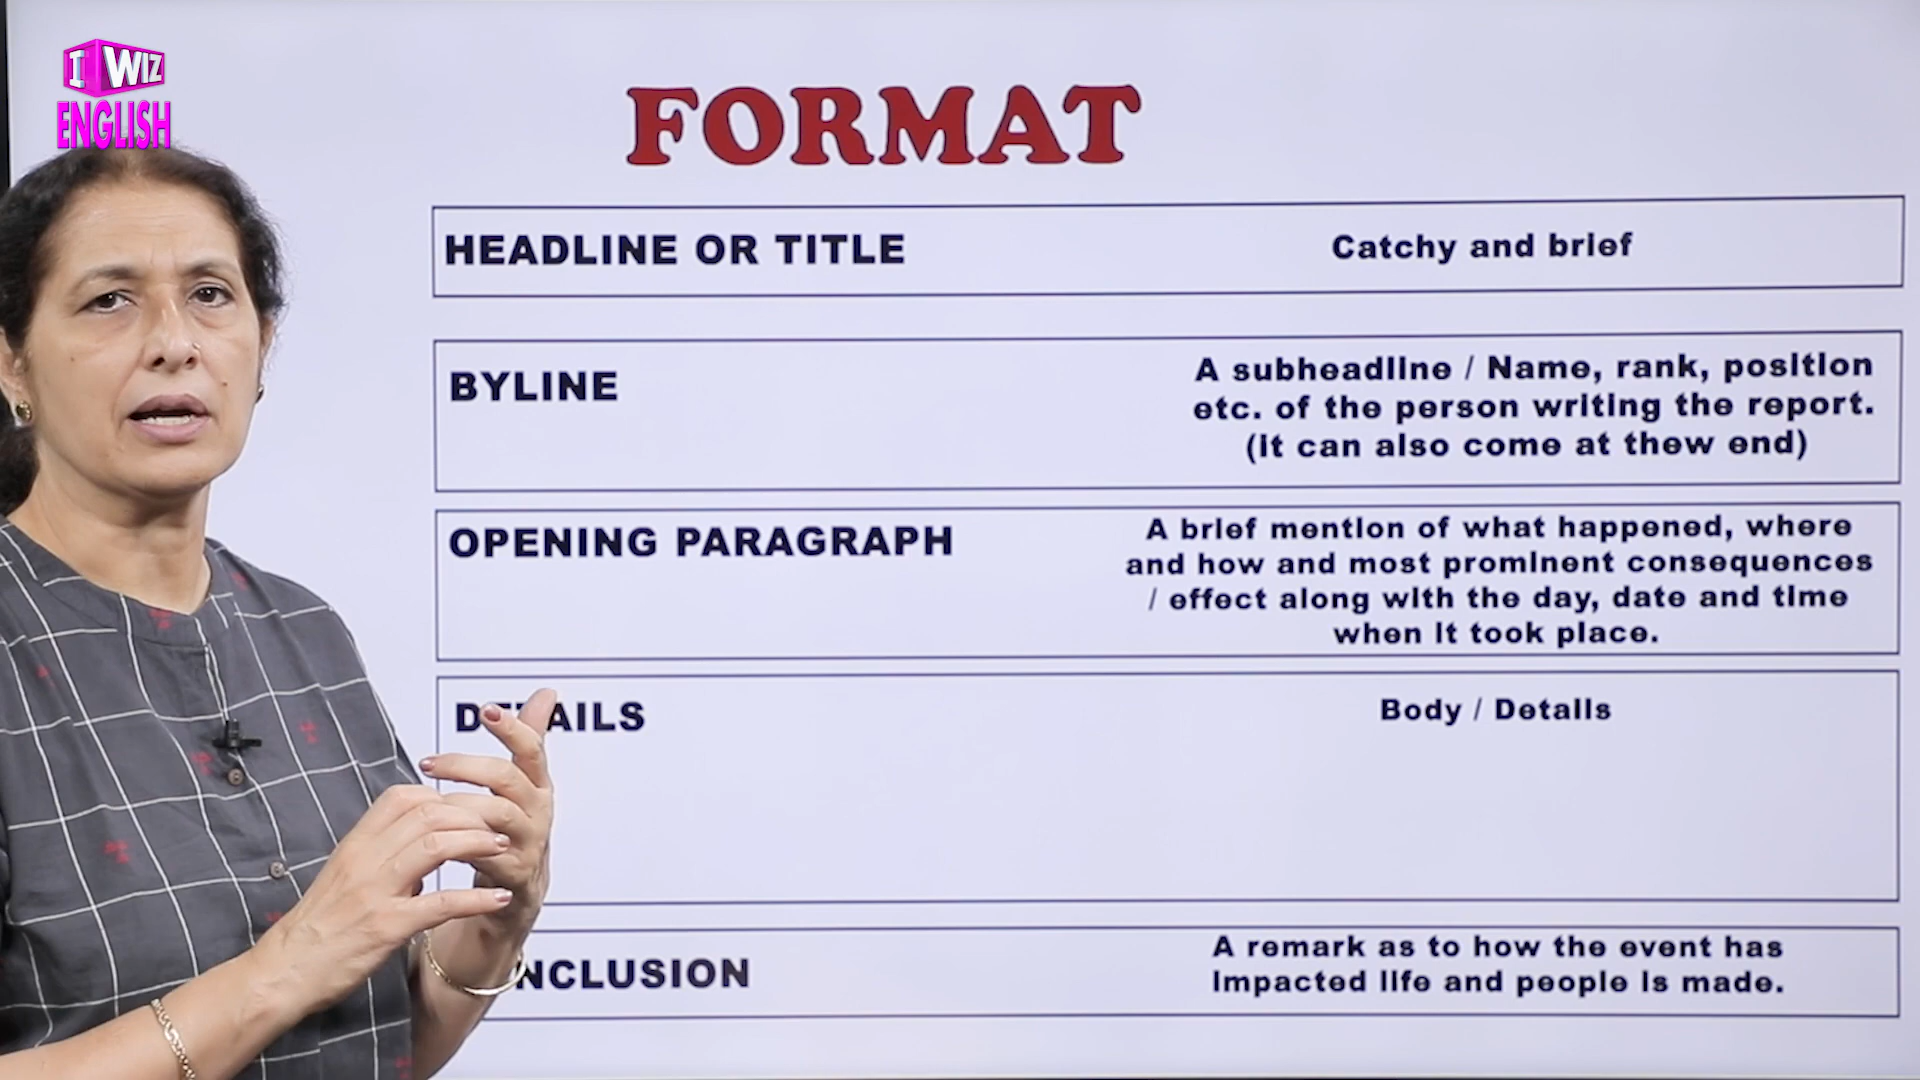 I WIZ
ENGLISH
FORMAT
HEADLINE OR TITLE
Catchy and brief
BYLINE
A subheadline / Name, rank, position
etc. of the person writing the report.
(it can also come at thew end)
OPENING PARAGRAPH
A brief mention of what happened, where
and how and most prominent consequences
/ effect along with the day, date and time
when it took place.
Body / Details
A remark as to how the event has
impacted life and people is made.